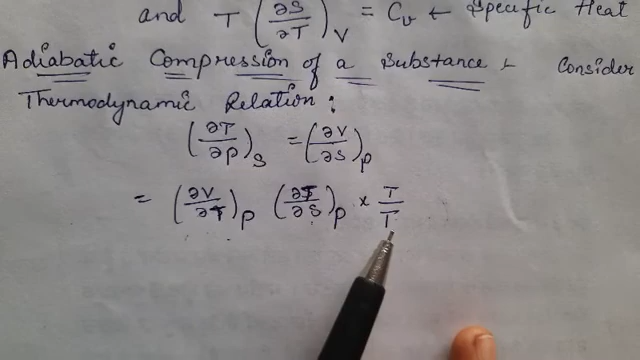 and T (∂S/∂T)_V = C_v ← Specific Heat
Adiabatic Compression of a Substance :- Consider
Thermodynamic Relation :
(∂T/∂P)_S = (∂V/∂S)_P
= (∂V/∂T)_P (∂T/∂S)_P × T/T